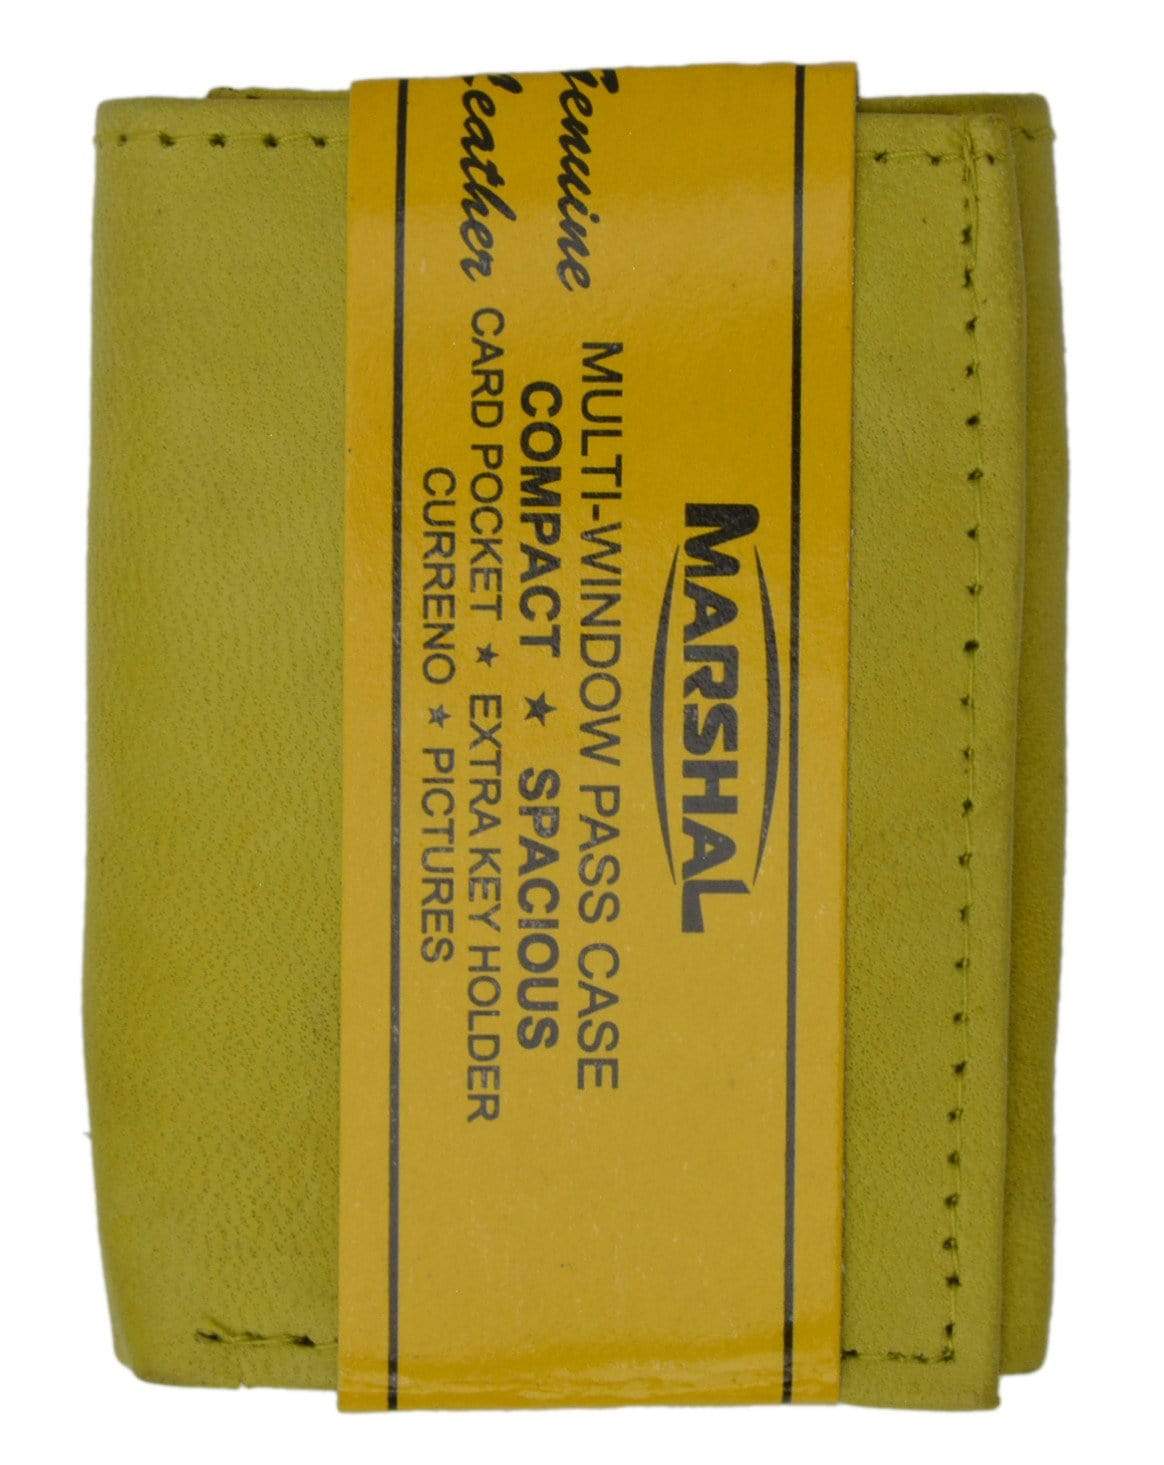 MARSHAL
Genuine
Leather
MULTI-WINDOW PASS CASE
COMPACT ★ SPACIOUS
CARD POCKET ★ EXTRA KEY HOLDER
CURRENO ★ PICTURES